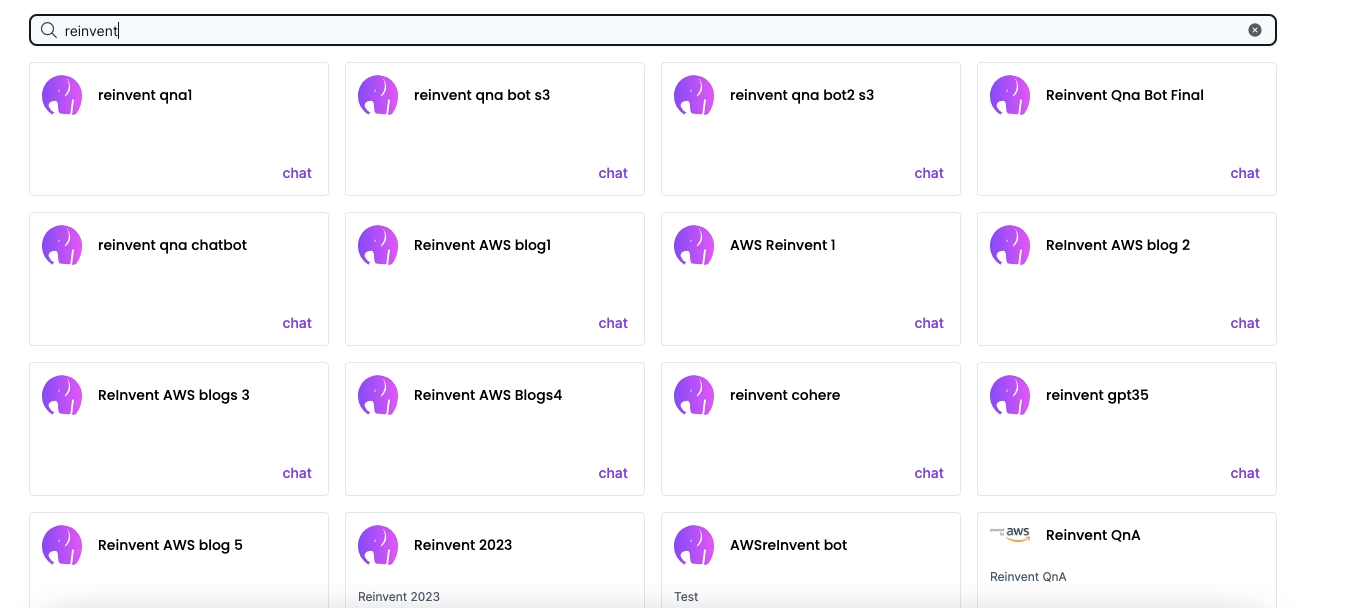 reinvent
reinvent qna1
chat
reinvent qna bot s3
chat
reinvent qna bot2 s3
chat
Reinvent Qna Bot Final
chat
reinvent qna chatbot
chat
Reinvent AWS blog1
chat
AWS Reinvent 1
chat
ReInvent AWS blog 2
chat
ReInvent AWS blogs 3
chat
Reinvent AWS Blogs4
chat
reinvent cohere
chat
reinvent gpt35
chat
Reinvent AWS blog 5
Reinvent 2023
Reinvent 2023
AWSreInvent bot
Test
aws
Reinvent QnA
Reinvent QnA